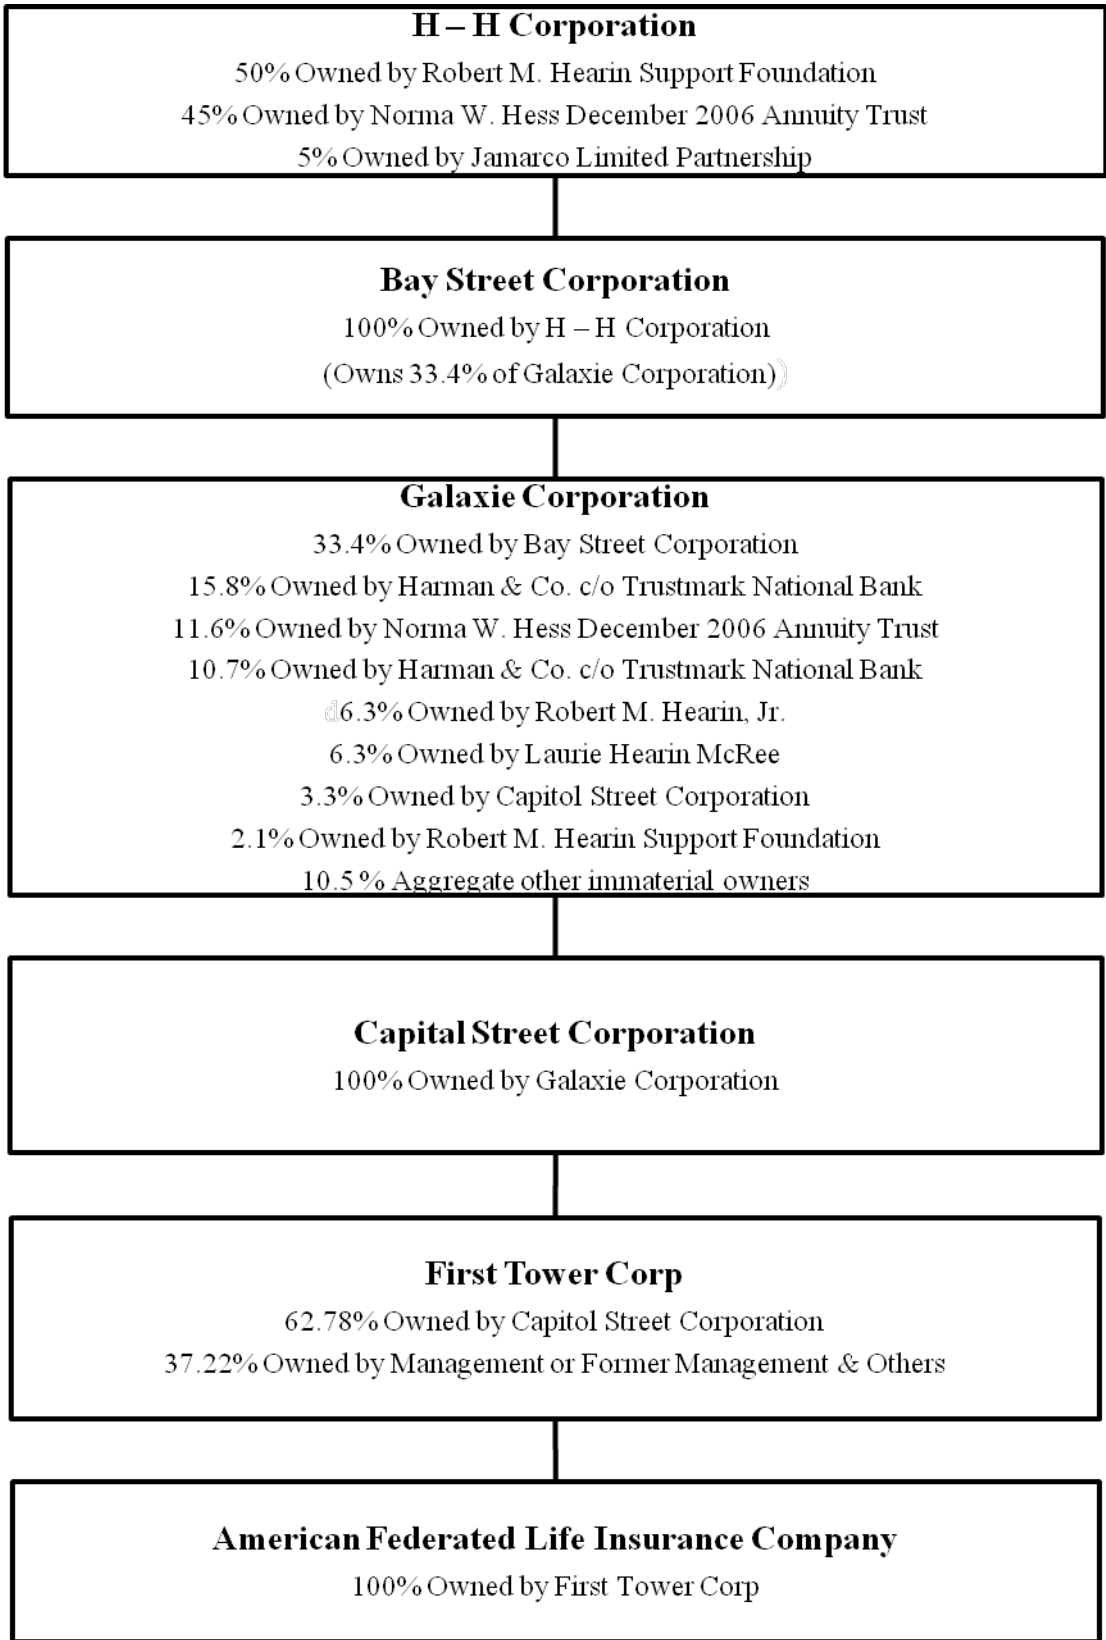 H – H Corporation
50% Owned by Robert M. Hearin Support Foundation
45% Owned by Norma W. Hess December 2006 Annuity Trust
5% Owned by Jamarco Limited Partnership
Bay Street Corporation
100% Owned by H – H Corporation
(Owns 33.4% of Galaxie Corporation))
Galaxie Corporation
33.4% Owned by Bay Street Corporation
15.8% Owned by Harman & Co. c/o Trustmark National Bank
11.6% Owned by Norma W. Hess December 2006 Annuity Trust
10.7% Owned by Harman & Co. c/o Trustmark National Bank
d6.3% Owned by Robert M. Hearin, Jr.
6.3% Owned by Laurie Hearin McRee
3.3% Owned by Capitol Street Corporation
2.1% Owned by Robert M. Hearin Support Foundation
10.5 % Aggregate other immaterial owners
Capital Street Corporation
100% Owned by Galaxie Corporation
First Tower Corp
62.78% Owned by Capitol Street Corporation
37.22% Owned by Management or Former Management & Others
American Federated Life Insurance Company
100% Owned by First Tower Corp